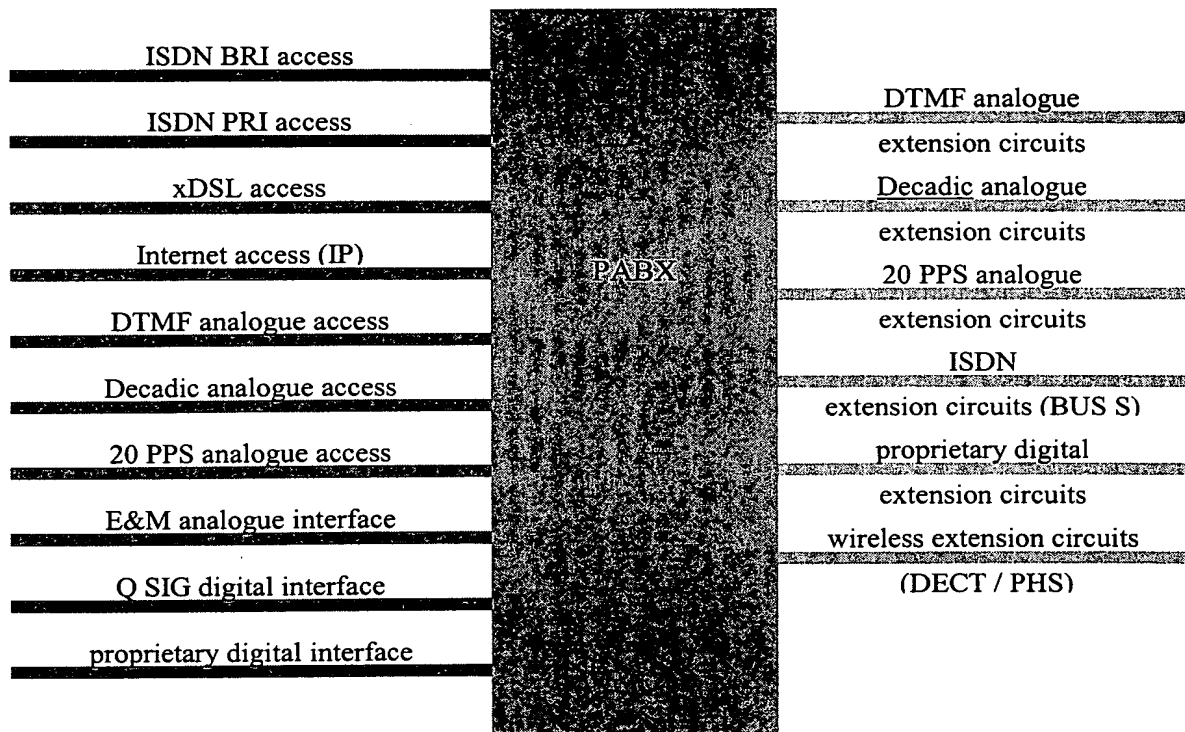 ISDN BRI access
ISDN PRI access
xDSL access
Internet access (IP)
DTMF analogue access
Decadic analogue access
20 PPS analogue access
E&M analogue interface
Q SIG digital interface
proprietary digital interface
PABX
DTMF analogue
extension circuits
Decadic analogue
extension circuits
20 PPS analogue
extension circuits
ISDN
extension circuits (BUS S)
proprietary digital
extension circuits
wireless extension circuits
(DECT / PHS)